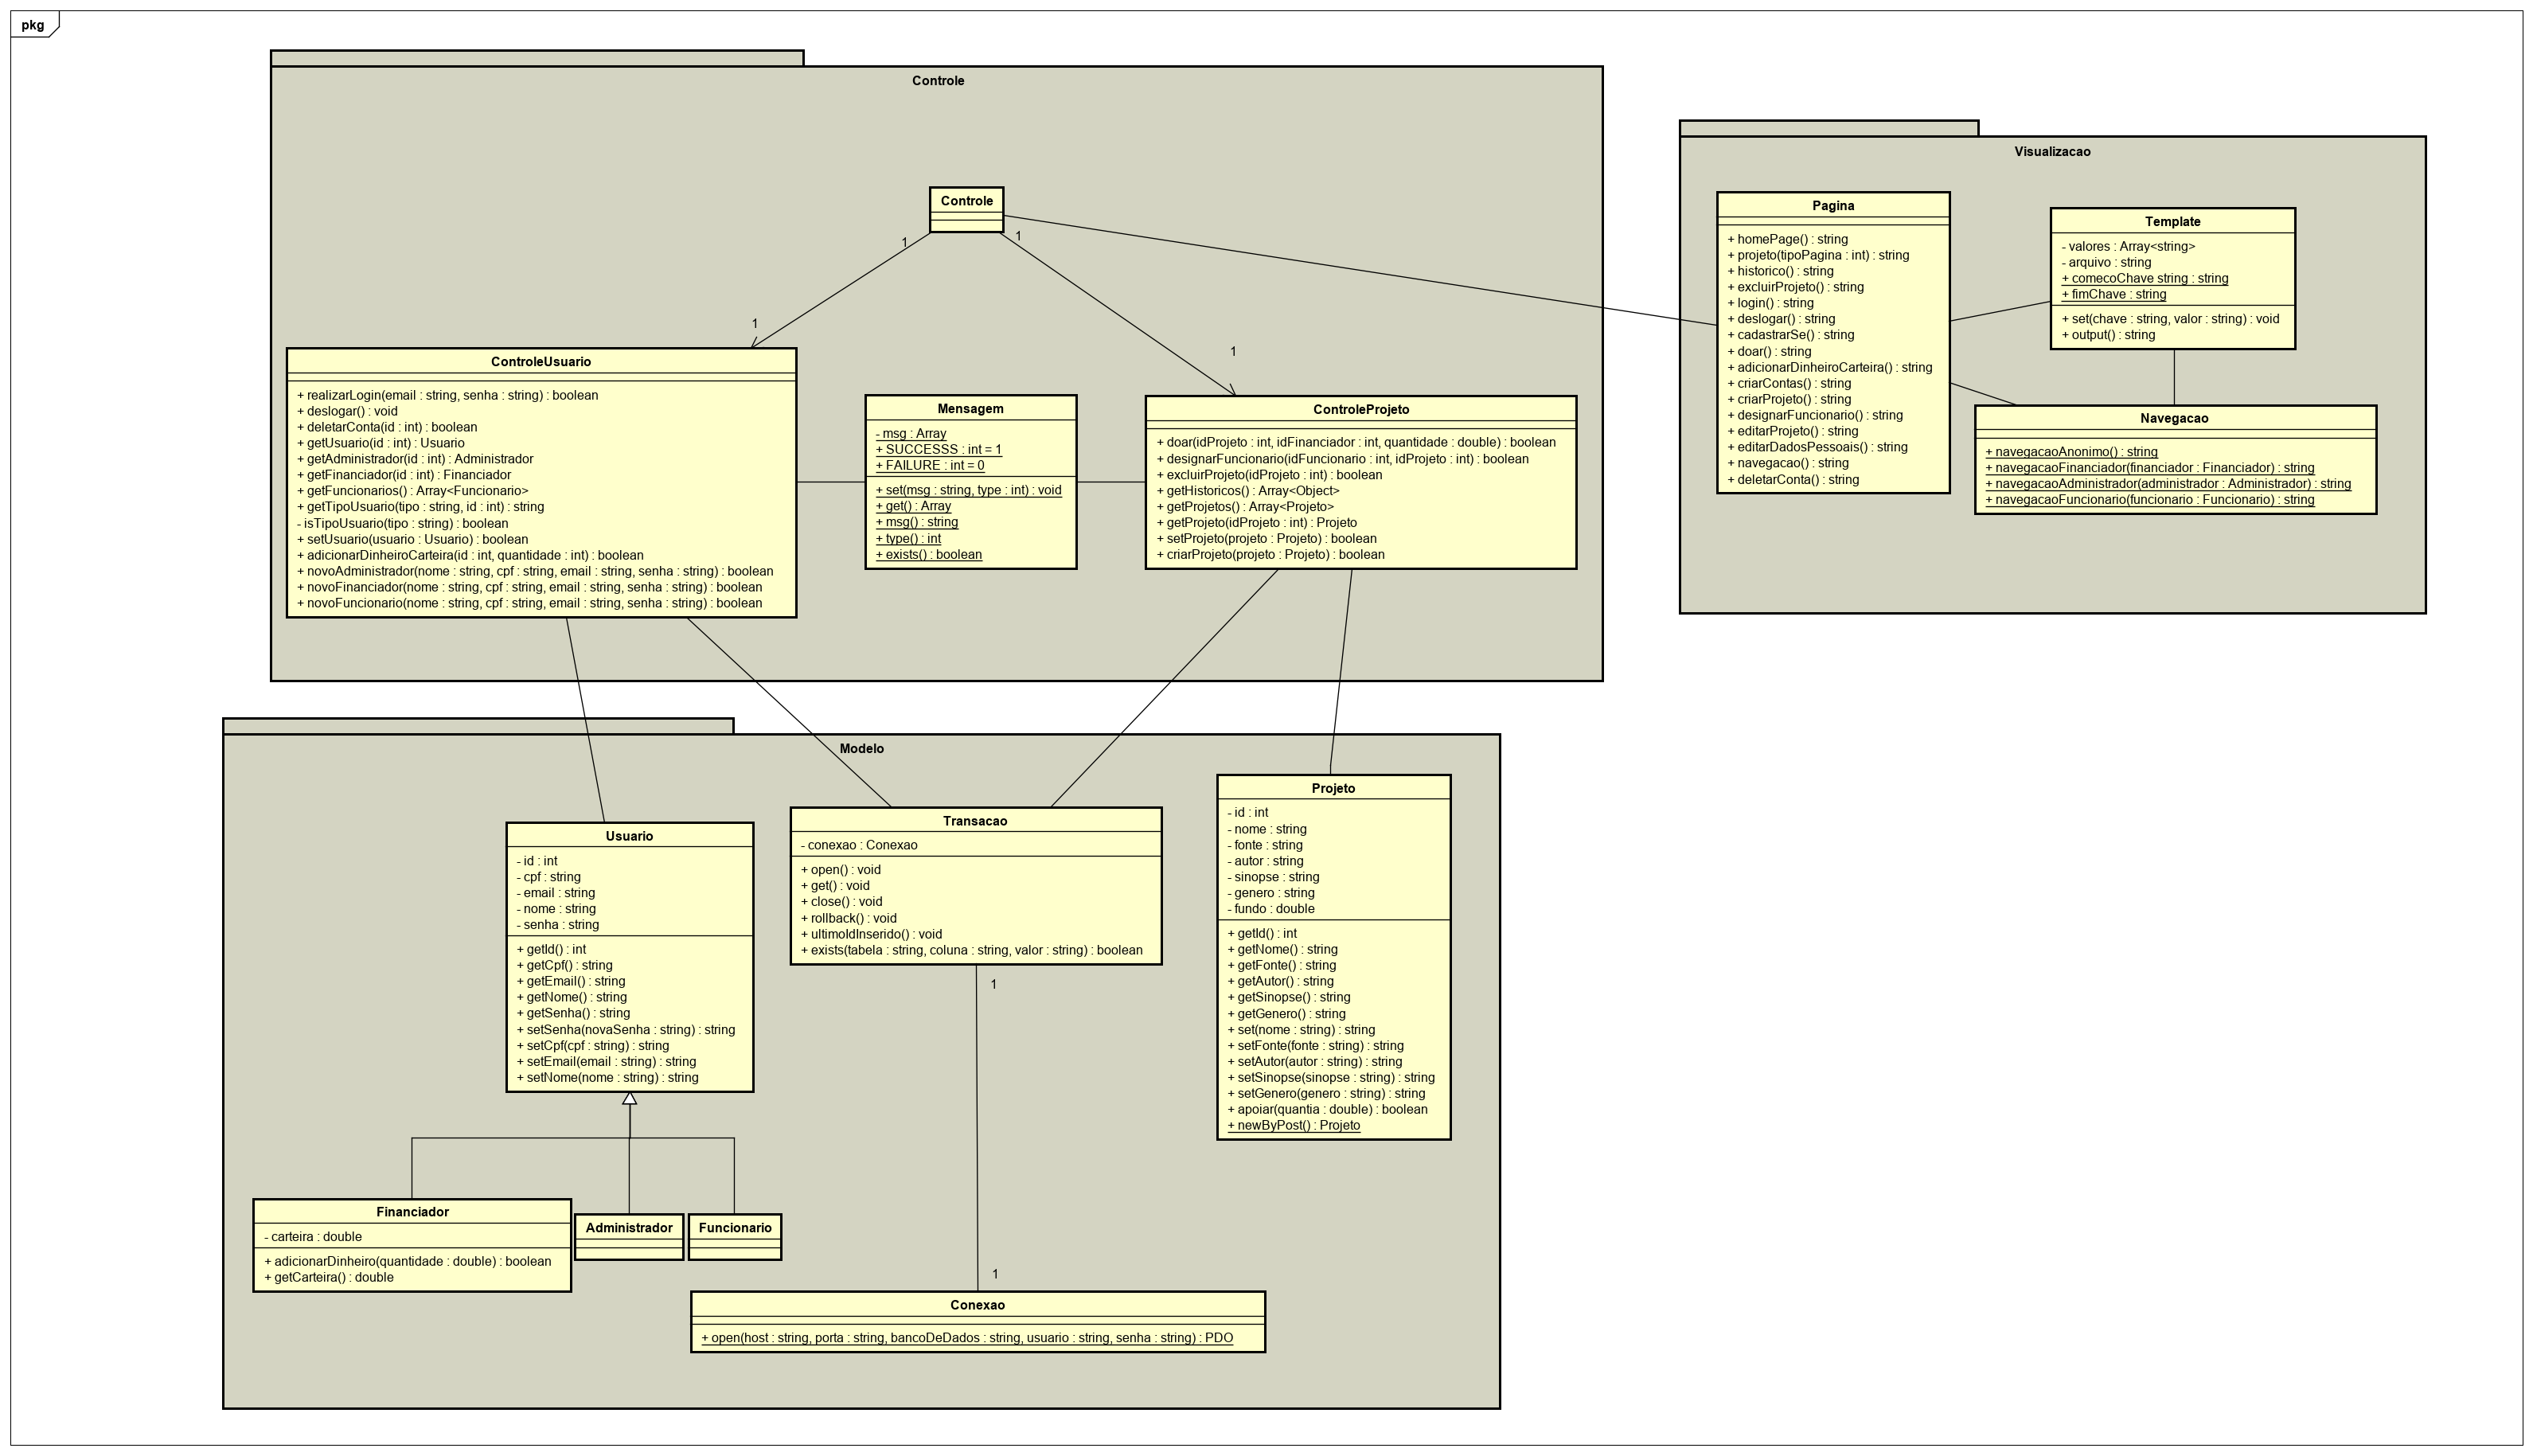 pkg
Controle
Controle
1
1
1
1
ControleUsuario
+ realizarLogin(email : string, senha : string) : boolean
+ deslogar() : void
+ deletarConta(id : int) : boolean
+ getUsuario(id : int) : Usuario
+ getAdministrador(id : int) : Administrador
+ getFinanciador(id : int) : Financiador
+ getFuncionarios() : Array<Funcionario>
+ getTipoUsuario(tipo : string, id : int) : string
- isTipoUsuario(tipo : string) : boolean
+ setUsuario(usuario : Usuario) : boolean
+ adicionarDinheiroCarteira(id : int, quantidade : int) : boolean
+ novoAdministrador(nome : string, cpf : string, email : string, senha : string) : boolean
+ novoFinanciador(nome : string, cpf : string, email : string, senha : string) : boolean
+ novoFuncionario(nome : string, cpf : string, email : string, senha : string) : boolean
Mensagem
- msg : Array
+ SUCCESSS : int = 1
+ FAILURE : int = 0
+ set(msg : string, type : int) : void
+ get() : Array
+ msg() : string
+ type() : int
+ exists() : boolean
ControleProjeto
+ doar(idProjeto : int, idFinanciador : int, quantidade : double) : boolean
+ designarFuncionario(idFuncionario : int, idProjeto : int) : boolean
+ excluirProjeto(idProjeto : int) : boolean
+ getHistoricos() : Array<Object>
+ getProjetos() : Array<Projeto>
+ getProjeto(idProjeto : int) : Projeto
+ setProjeto(projeto : Projeto) : boolean
+ criarProjeto(projeto : Projeto) : boolean
Visualizacao
Pagina
+ homePage() : string
+ projeto(tipoPagina : int) : string
+ historico() : string
+ excluirProjeto() : string
+ login() : string
+ deslogar() : string
+ cadastrarSe() : string
+ doar() : string
+ adicionarDinheiroCarteira() : string
+ criarContas() : string
+ criarProjeto() : string
+ designarFuncionario() : string
+ editarProjeto() : string
+ editarDadosPessoais() : string
+ navegacao() : string
+ deletarConta() : string
Template
- valores : Array<string>
- arquivo : string
+ comecoChave string : string
+ fimChave : string
+ set(chave : string, valor : string) : void
+ output() : string
Navegacao
+ navegacaoAnonimo() : string
+ navegacaoFinanciador(financiador : Financiador) : string
+ navegacaoAdministrador(administrador : Administrador) : string
+ navegacaoFuncionario(funcionario : Funcionario) : string
Modelo
Usuario
- id : int
- cpf : string
- email : string
- nome : string
- senha : string
+ getId() : int
+ getCpf() : string
+ getEmail() : string
+ getNome() : string
+ getSenha() : string
+ setSenha(novaSenha : string) : string
+ setCpf(cpf : string) : string
+ setEmail(email : string) : string
+ setNome(nome : string) : string
Transacao
- conexao : Conexao
+ open() : void
+ get() : void
+ close() : void
+ rollback() : void
+ ultimoIdInserido() : void
+ exists(tabela : string, coluna : string, valor : string) : boolean
1
1
Projeto
- id : int
- nome : string
- fonte : string
- autor : string
- sinopse : string
- genero : string
- fundo : double
+ getId() : int
+ getNome() : string
+ getFonte() : string
+ getAutor() : string
+ getSinopse() : string
+ getGenero() : string
+ set(nome : string) : string
+ setFonte(fonte : string) : string
+ setAutor(autor : string) : string
+ setSinopse(sinopse : string) : string
+ setGenero(genero : string) : string
+ apoiar(quantia : double) : boolean
+ newByPost() : Projeto
Financiador
- carteira : double
+ adicionarDinheiro(quantidade : double) : boolean
+ getCarteira() : double
Administrador
Funcionario
Conexao
+ open(host : string, porta : string, bancoDeDados : string, usuario : string, senha : string) : PDO